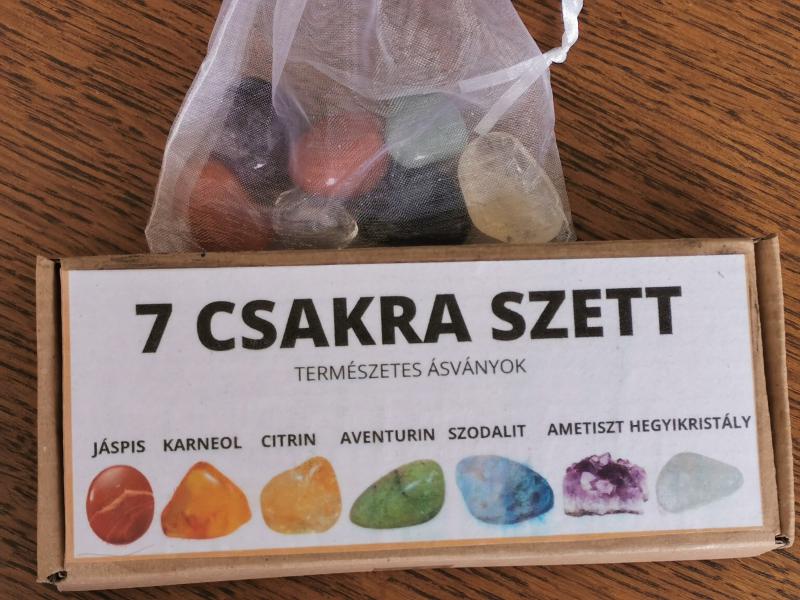 7 CSAKRA SZETT
TERMÉSZETES ÁSVÁNYOK
JÁSPIS KARNEOL CITRIN AVENTURIN SZODALIT AMETISZT HEGYIKRISTÁLY